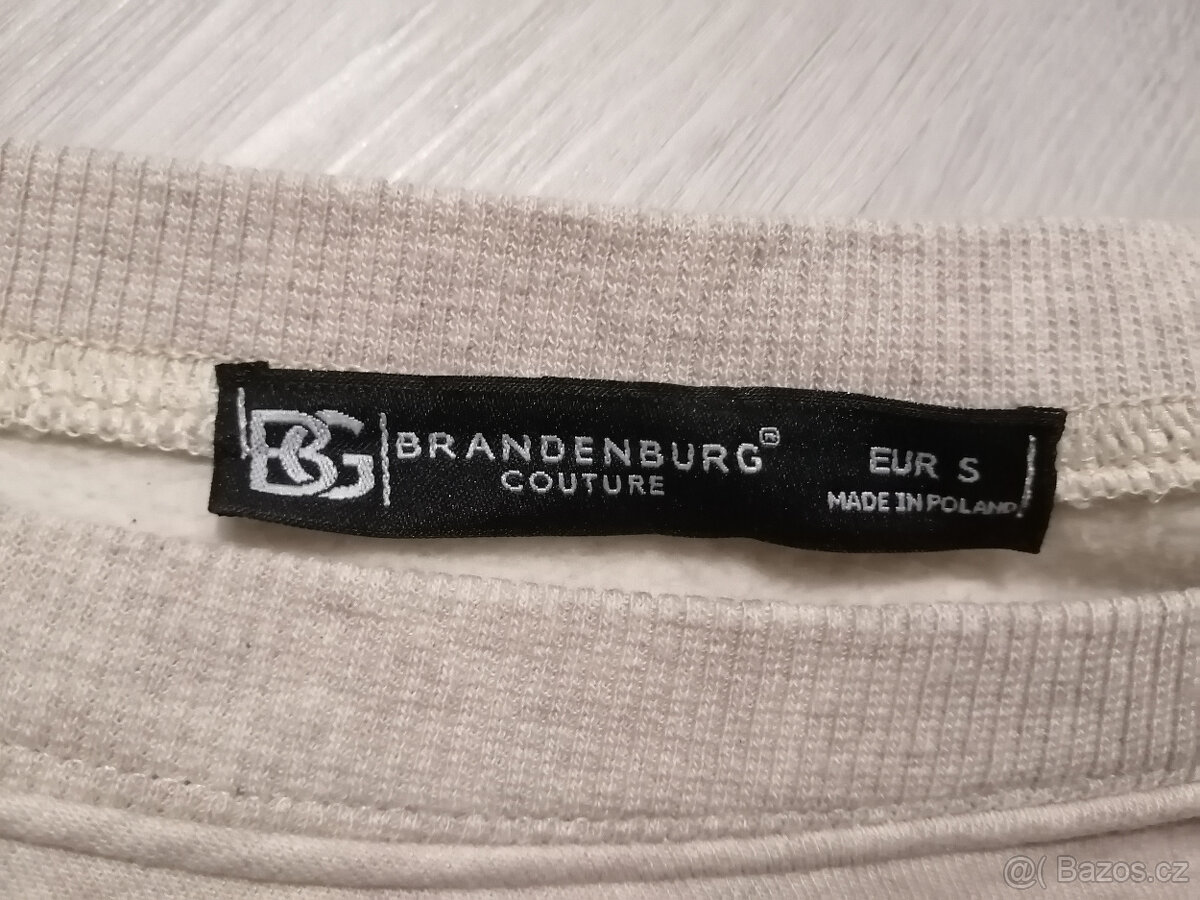 BG BRANDENBURG® EUR S
COUTURE MADE IN POLAND
@( Bazos.cz